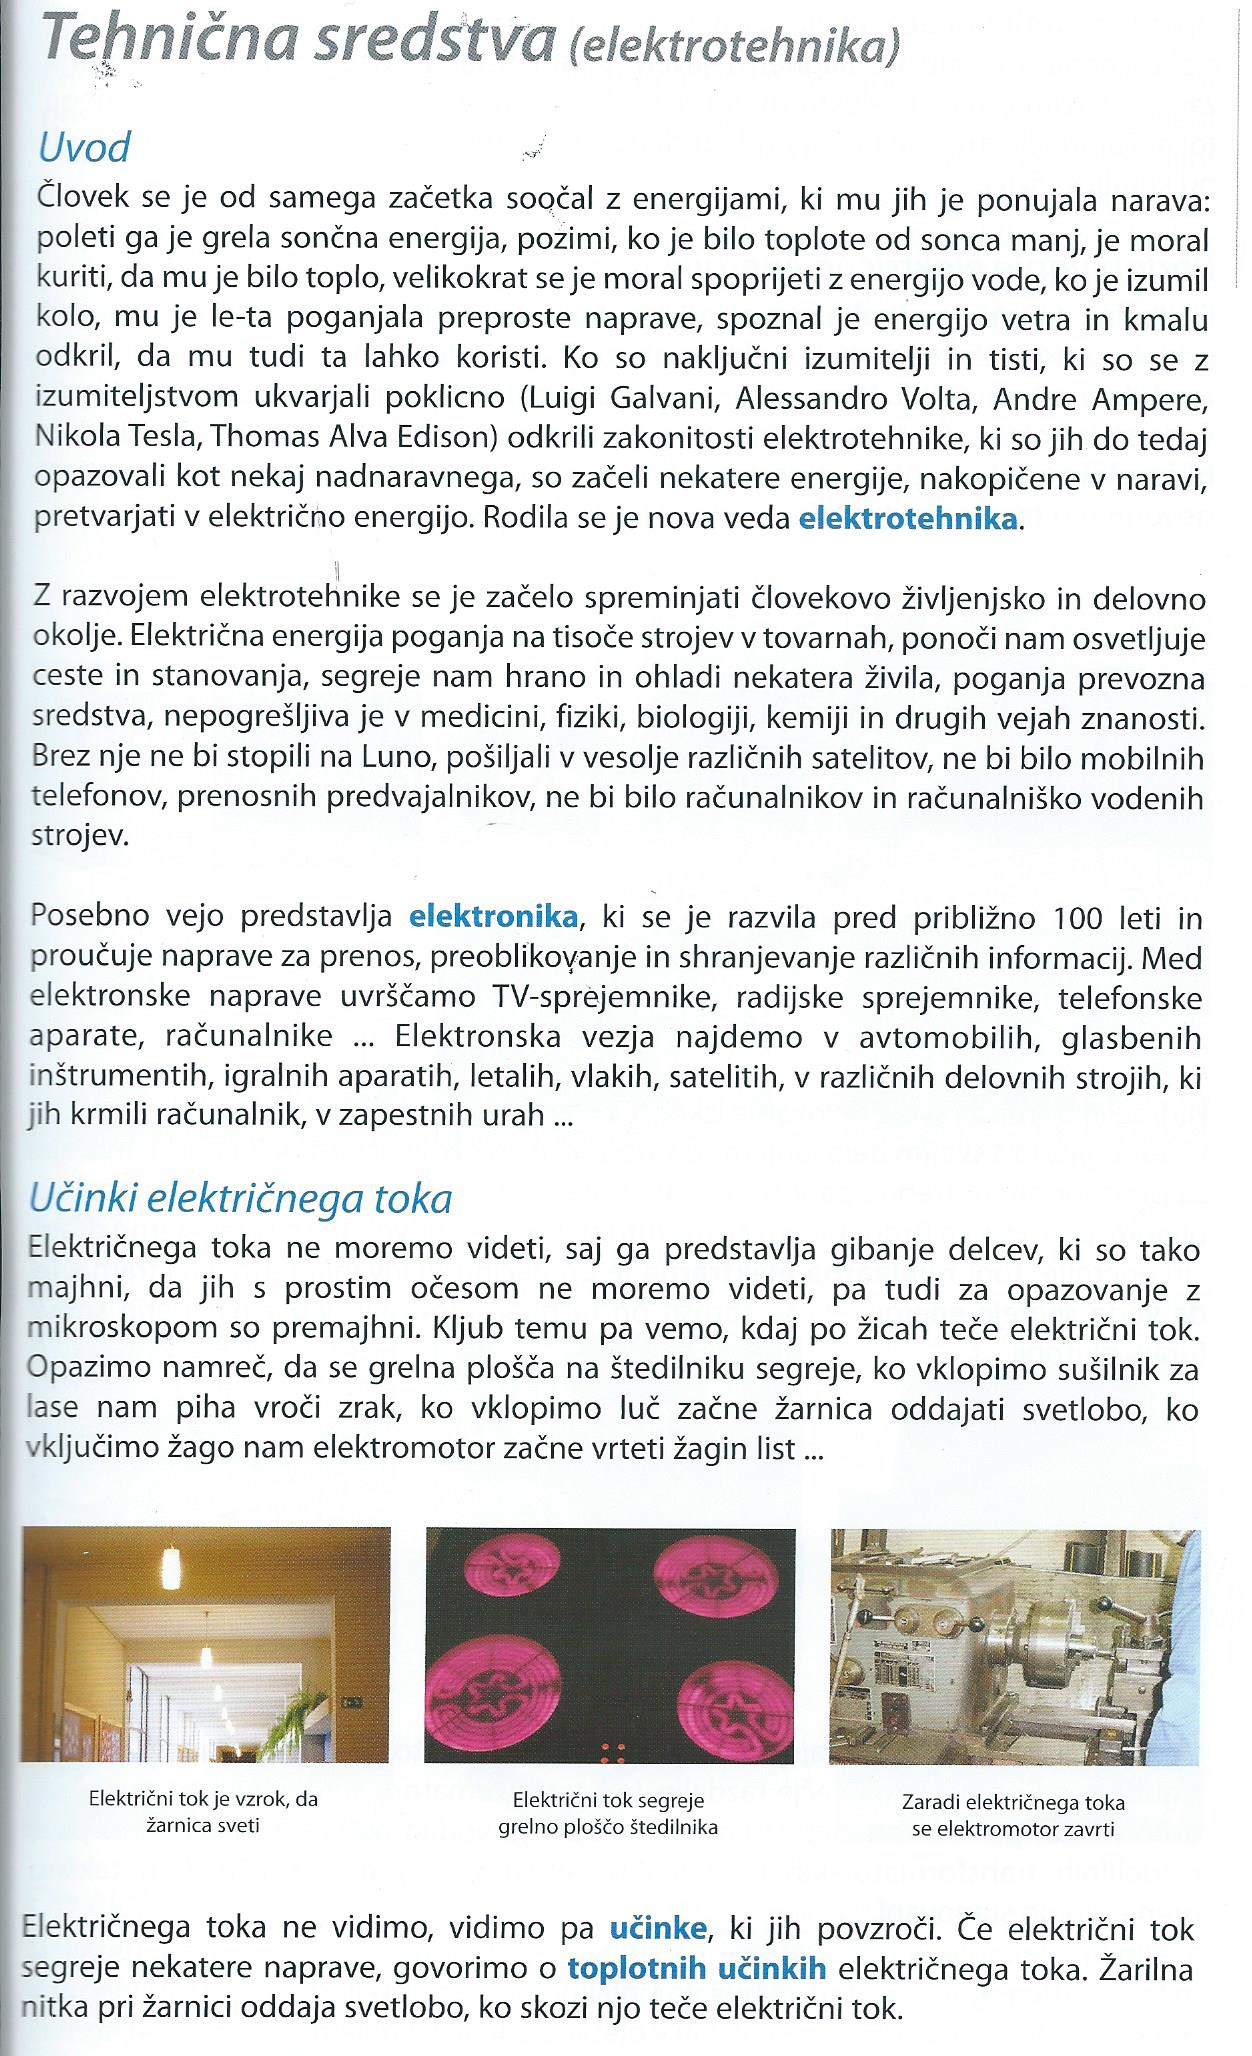 Tehnična sredstva (elektrotehnika)
Uvod
Človek se je od samega začetka soočal z energijami, ki mu jih je ponujala narava:
poleti ga je grela sončna energija, pozimi, ko je bilo toplote od sonca manj, je moral
kuriti, da mu je bilo toplo, velikokrat se je moral spoprijeti z energijo vode, ko je izumil
kolo, mu je le-ta poganjala preproste naprave, spoznal je energijo vetra in kmalu
odkril, da mu tudi ta lahko koristi. Ko so naključni izumitelji in tisti, ki so se z
izumiteljstvom ukvarjali poklicno (Luigi Galvani, Alessandro Volta, Andre Ampere,
Nikola Tesla, Thomas Alva Edison) odkrili zakonitosti elektrotehnike, ki so jih do tedaj
opazovali kot nekaj nadnaravnega, so začeli nekatere energije, nakopičene v naravi,
pretvarjati v električno energijo. Rodila se je nova veda elektrotehnika.
Z razvojem elektrotehnike se je začelo spreminjati človekovo življenjsko in delovno
okolje. Električna energija poganja na tisoče strojev v tovarnah, ponoči nam osvetljuje
ceste in stanovanja, segreje nam hrano in ohladi nekatera živila, poganja prevozna
sredstva, nepogrešljiva je v medicini, fiziki, biologiji, kemiji in drugih vejah znanosti.
Brez nje ne bi stopili na Luno, pošiljali v vesolje različnih satelitov, ne bi bilo mobilnih
telefonov, prenosnih predvajalnikov, ne bi bilo računalnikov in računalniško vodenih
strojev.
Posebno vejo predstavlja elektronika, ki se je razvila pred približno 100 leti in
proučuje naprave za prenos, preoblikovanje in shranjevanje različnih informacij. Med
elektronske naprave uvrščamo TV-sprejemnike, radijske sprejemnike, telefonske
aparate, računalnike ... Elektronska vezja najdemo v avtomobilih, glasbenih
inštrumentih, igralnih aparatih, letalih, vlakih, satelitih, v različnih delovnih strojih, ki
jih krmili računalnik, v zapestnih urah ...
Učinki električnega toka
Električnega toka ne moremo videti, saj ga predstavlja gibanje delcev, ki so tako
majhni, da jih s prostim očesom ne moremo videti, pa tudi za opazovanje z
mikroskopom so premajhni. Kljub temu pa vemo, kdaj po žicah teče električni tok.
Opazimo namreč, da se grelna plošča na štedilniku segreje, ko vklopimo sušilnik za
lase nam piha vroči zrak, ko vklopimo luč začne žarnica oddajati svetlobo, ko
vključimo žago nam elektromotor začne vrteti žagin list ...
Električni tok je vzrok, da
žarnica sveti
Električni tok segreje
grelno ploščo štedilnika
Zaradi električnega toka
se elektromotor zavrti
Električnega toka ne vidimo, vidimo pa učinke, ki jih povzroči. Če električni tok
segreje nekatere naprave, govorimo o toplotnih učinkih električnega toka. Žarilna
nitka pri žarnici oddaja svetlobo, ko skozi njo teče električni tok.